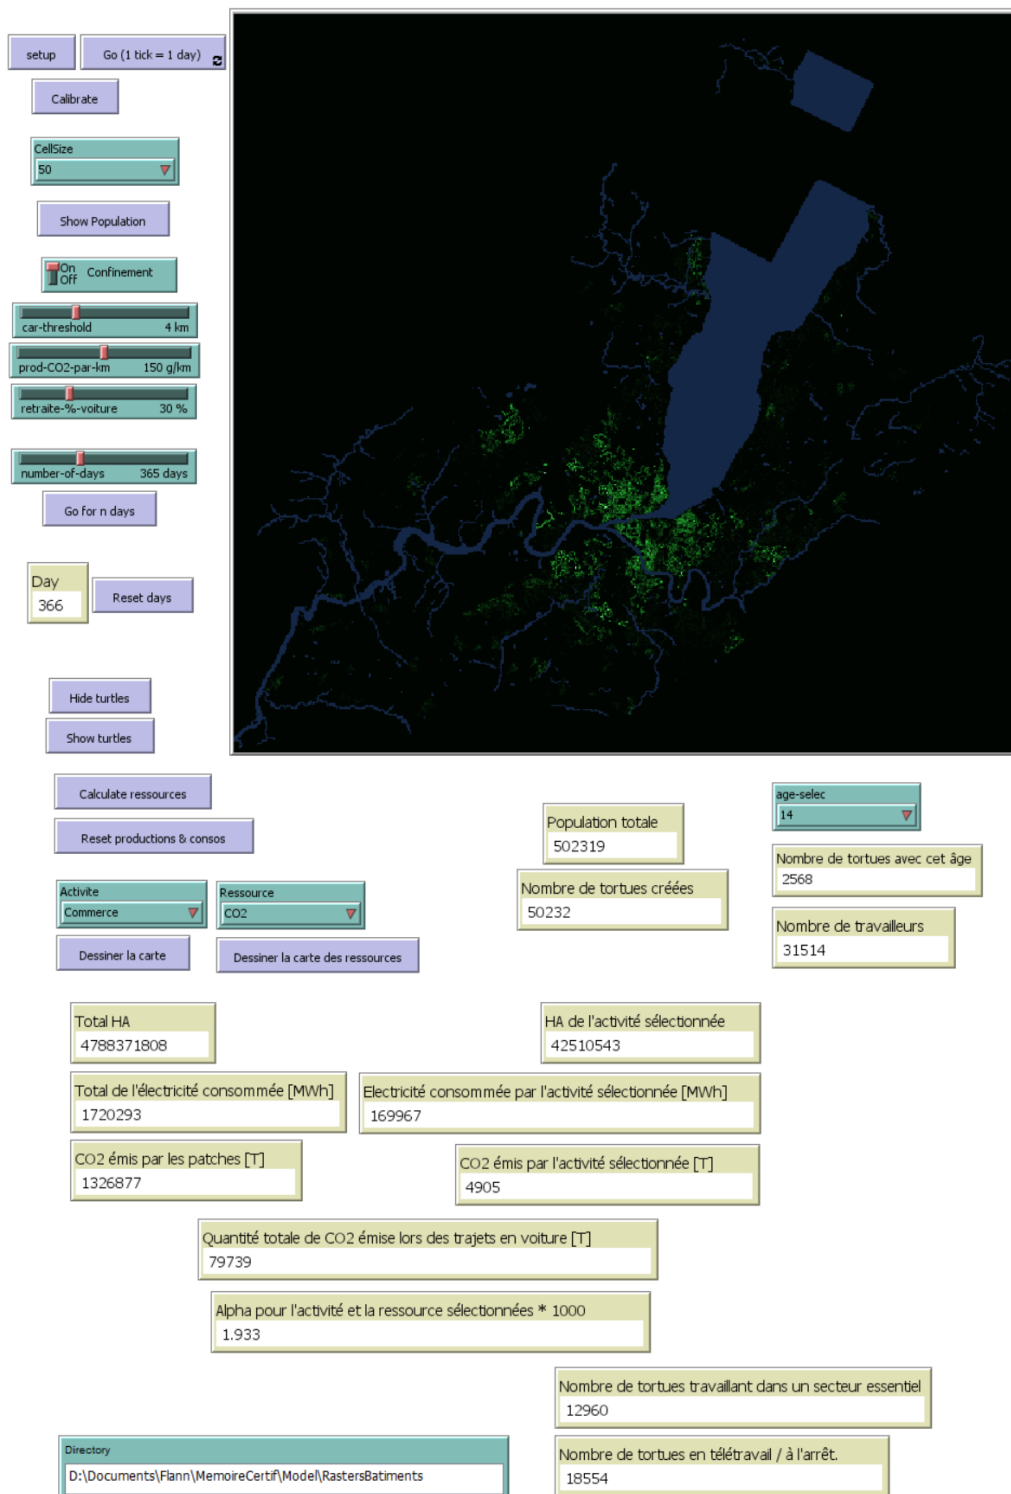 setup
Go (1 tick = 1 day)
Calibrate
CellSize
50
Show Population
On
Off
Confinement
car-threshold 4 km
prod-CO2-par-km 150 g/km
retraite-%-voiture 30 %
number-of-days 365 days
Go for n days
Day
366
Reset days
Hide turtles
Show turtles
Calculate ressources
Reset productions & consos
Activite
Commerce
Ressource
CO2
Dessiner la carte
Dessiner la carte des ressources
Population totale
502319
Nombre de tortues créées
50232
age-selec
14
Nombre de tortues avec cet âge
2568
Nombre de travailleurs
31514
Total HA
4788371808
HA de l'activité sélectionnée
42510543
Total de l'électricité consommée [MWh]
1720293
Electricité consommée par l'activité sélectionnée [MWh]
169967
CO2 émis par les patches [T]
1326877
CO2 émis par l'activité sélectionnée [T]
4905
Quantité totale de CO2 émise lors des trajets en voiture [T]
79739
Alpha pour l'activité et la ressource sélectionnées * 1000
1.933
Nombre de tortues travaillant dans un secteur essentiel
12960
Directory
D:\Documents\Flann\MemoireCertif\Model\RastersBatiments
Nombre de tortues en télétravail / à l'arrêt.
18554